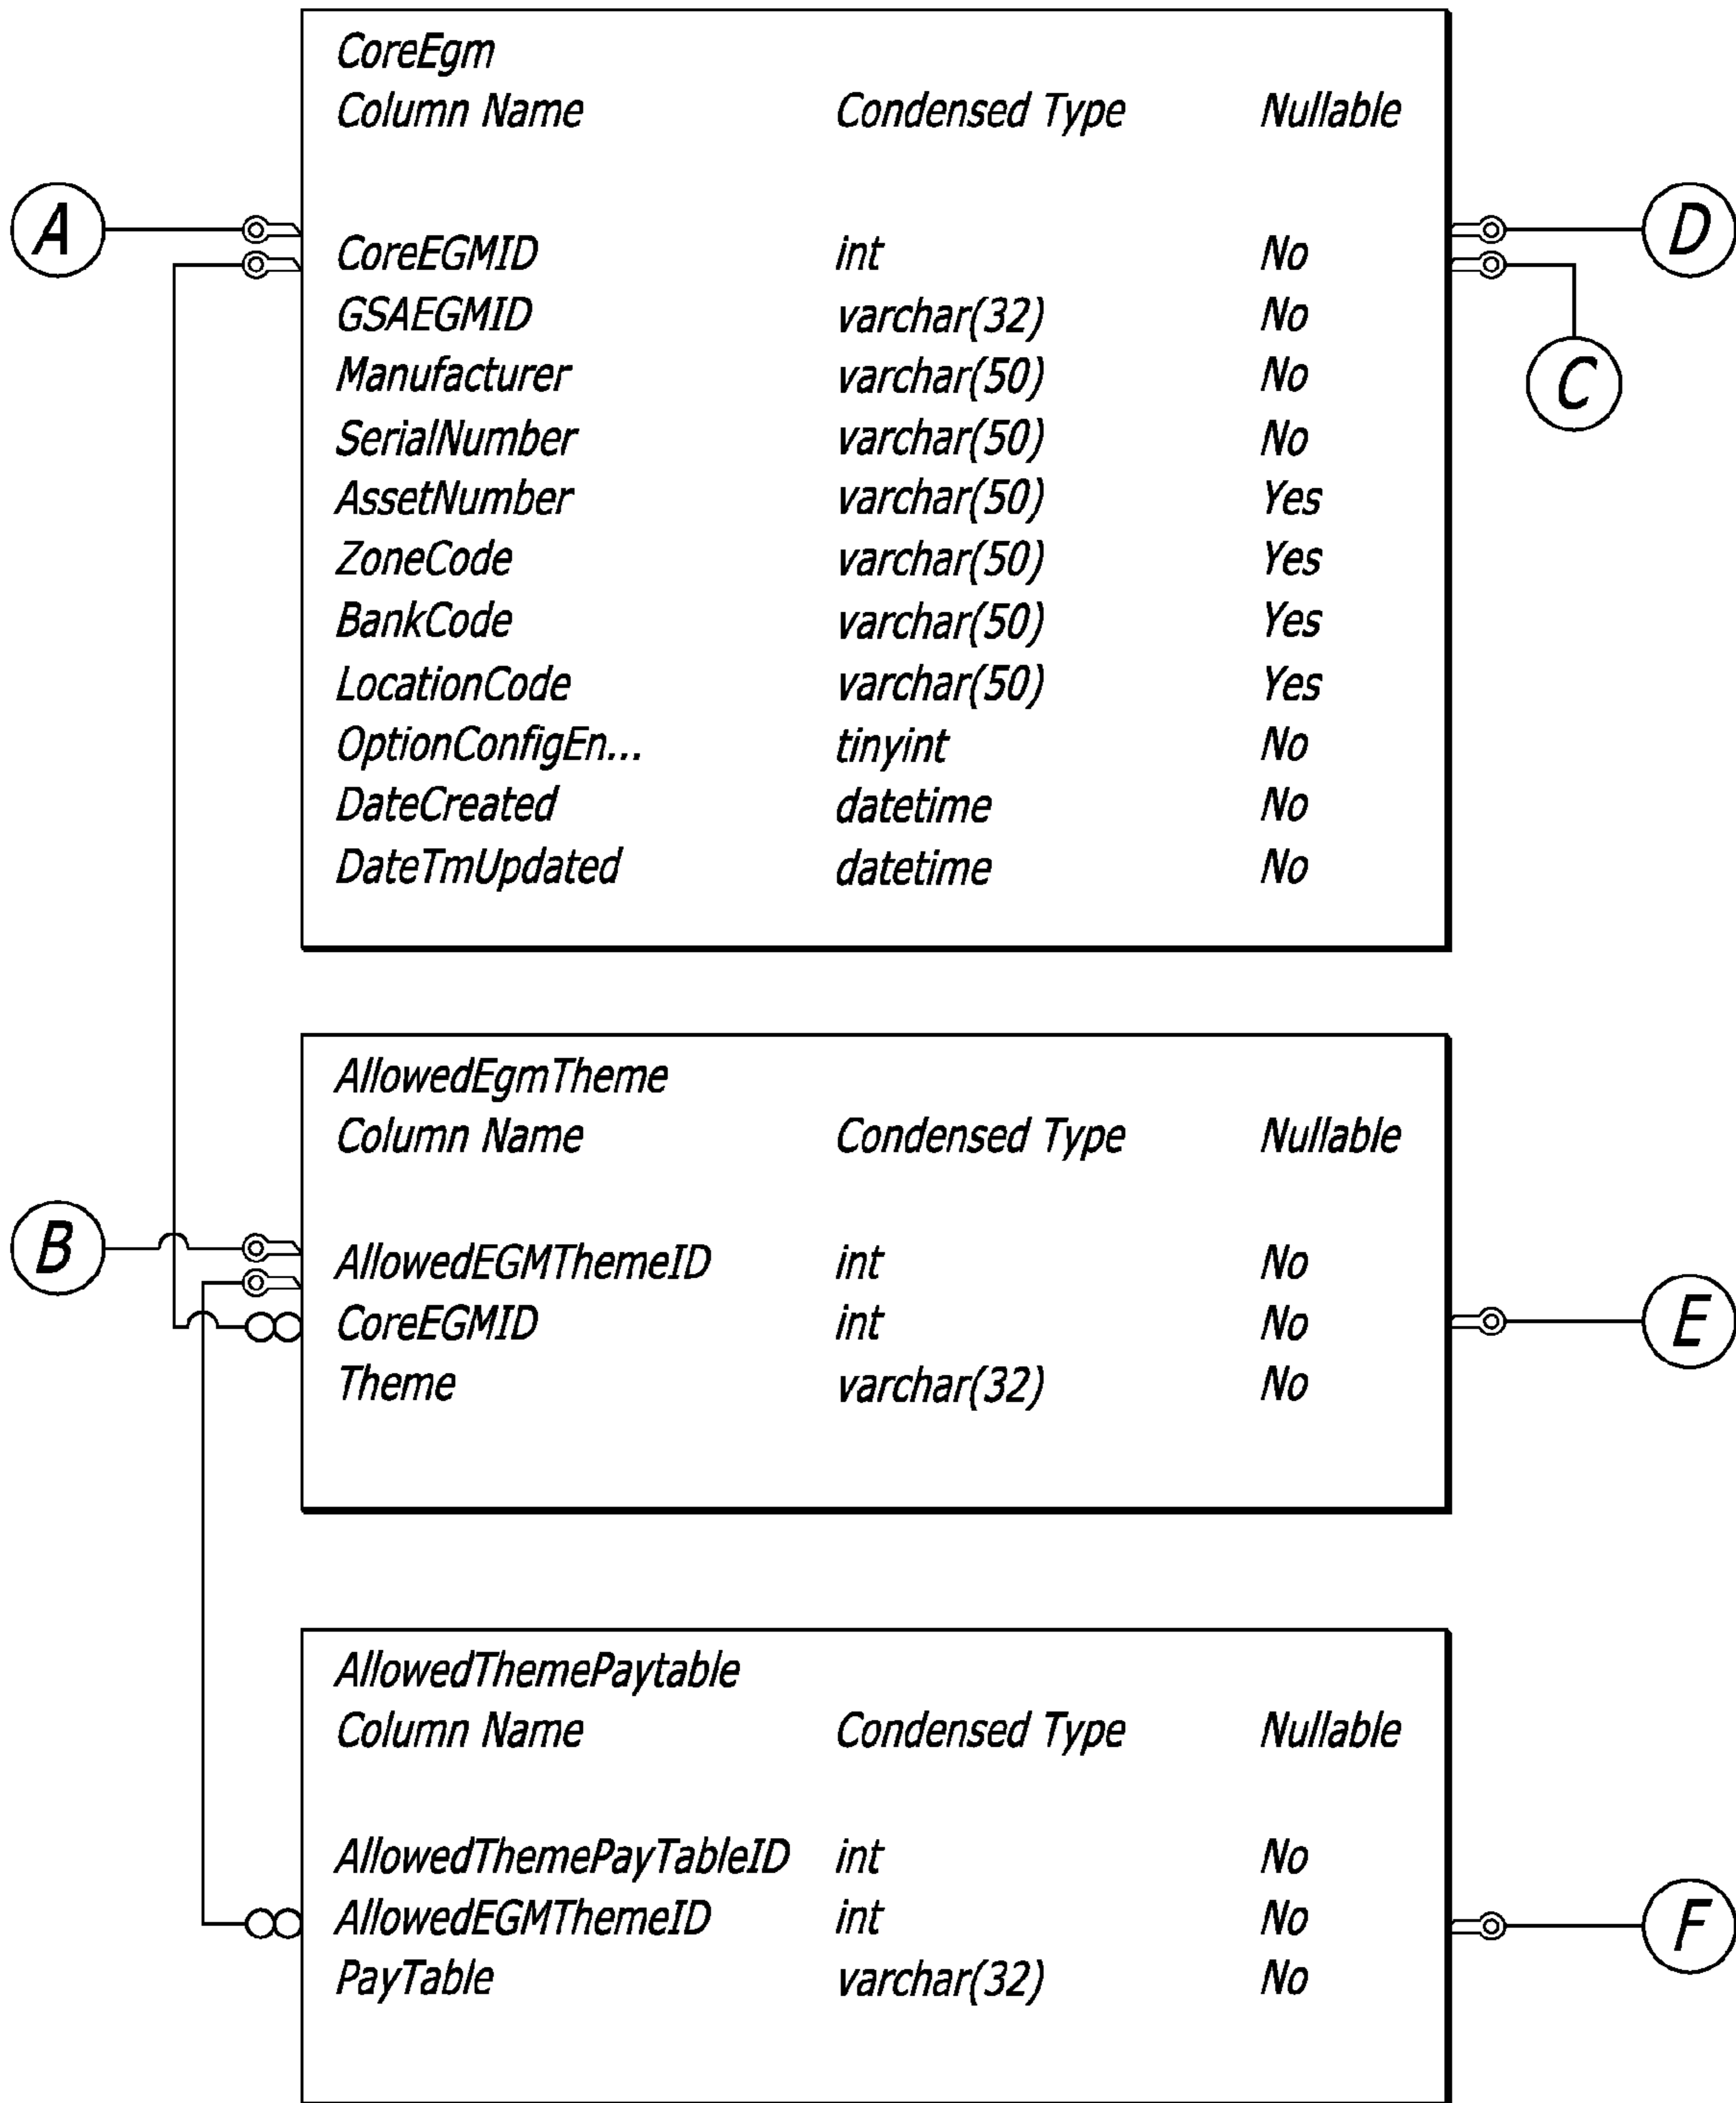 CoreEgm
Column Name Condensed Type Nullable
A
D
CoreEGMID int No
GSAEGMID varchar(32) No
Manufacturer varchar(50) No
C
SerialNumber varchar(50) No
AssetNumber varchar(50) Yes
ZoneCode varchar(50) Yes
BankCode varchar(50) Yes
LocationCode varchar(50) Yes
OptionConfigEn... tinyint No
DateCreated datetime No
DateTmUpdated datetime No
AllowedEgmTheme
Column Name Condensed Type Nullable
B
AllowedEGMThemeID int No
CoreEGMID int No
E
Theme varchar(32) No
AllowedThemePaytable
Column Name Condensed Type Nullable
AllowedThemePayTableID int No
AllowedEGMThemeID int No
F
PayTable varchar(32) No